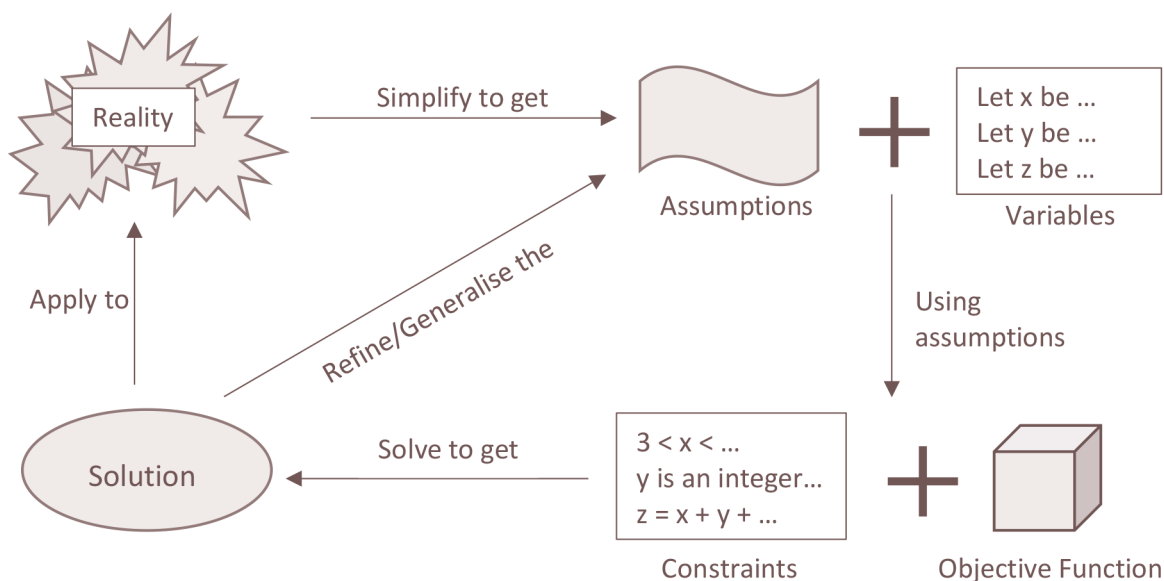 Reality
Simplify to get
Let x be ...
Let y be ...
Let z be ...
Assumptions
Variables
Apply to
Refine/Generalise the
Using
assumptions
Solution
Solve to get
3 < x < ...
y is an integer...
z = x + y + ...
Constraints
Objective Function